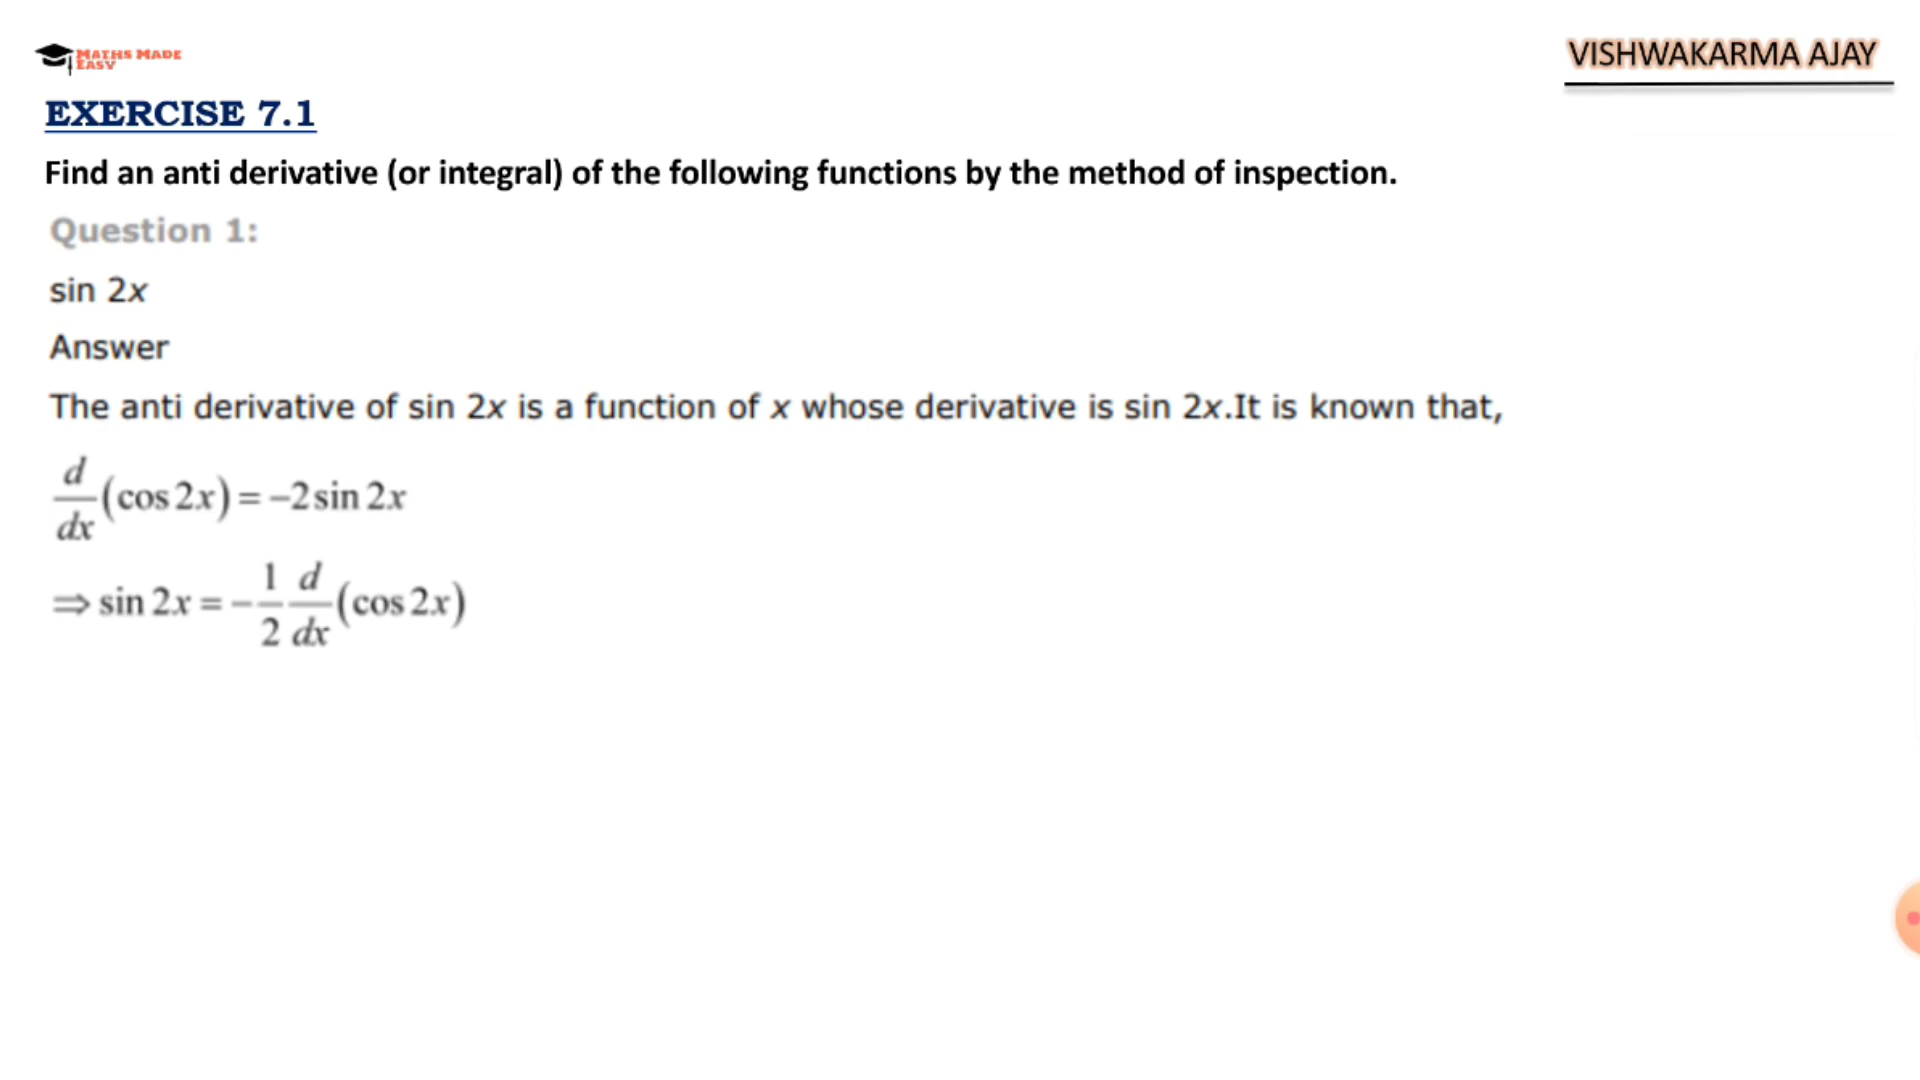 MATHS MADE
EASY
VISHWAKARMA AJAY
EXERCISE 7.1
Find an anti derivative (or integral) of the following functions by the method of inspection.
Question 1:
sin 2x
Answer
The anti derivative of sin 2x is a function of x whose derivative is sin 2x.It is known that,
d/dx (cos 2x) = −2 sin 2x
⇒ sin 2x = − 1/2 d/dx (cos 2x)